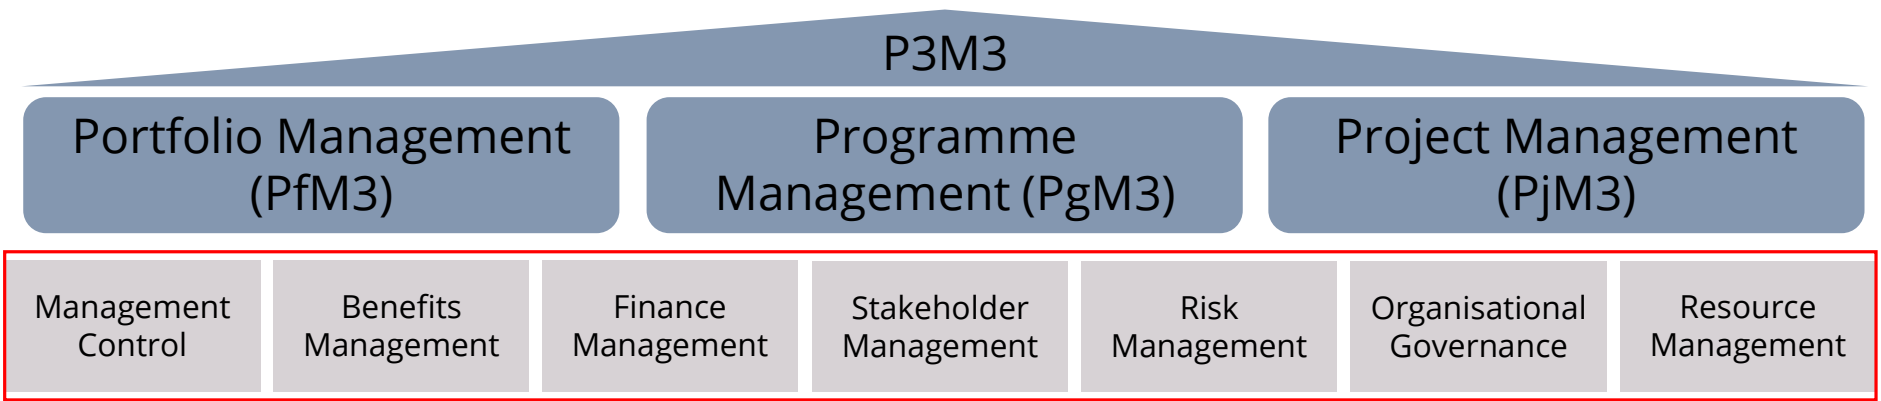 P3M3
Portfolio Management
(PfM3)
Programme
Management (PgM3)
Project Management
(PjM3)
Management
Control
Benefits
Management
Finance
Management
Stakeholder
Management
Risk
Management
Organisational
Governance
Resource
Management